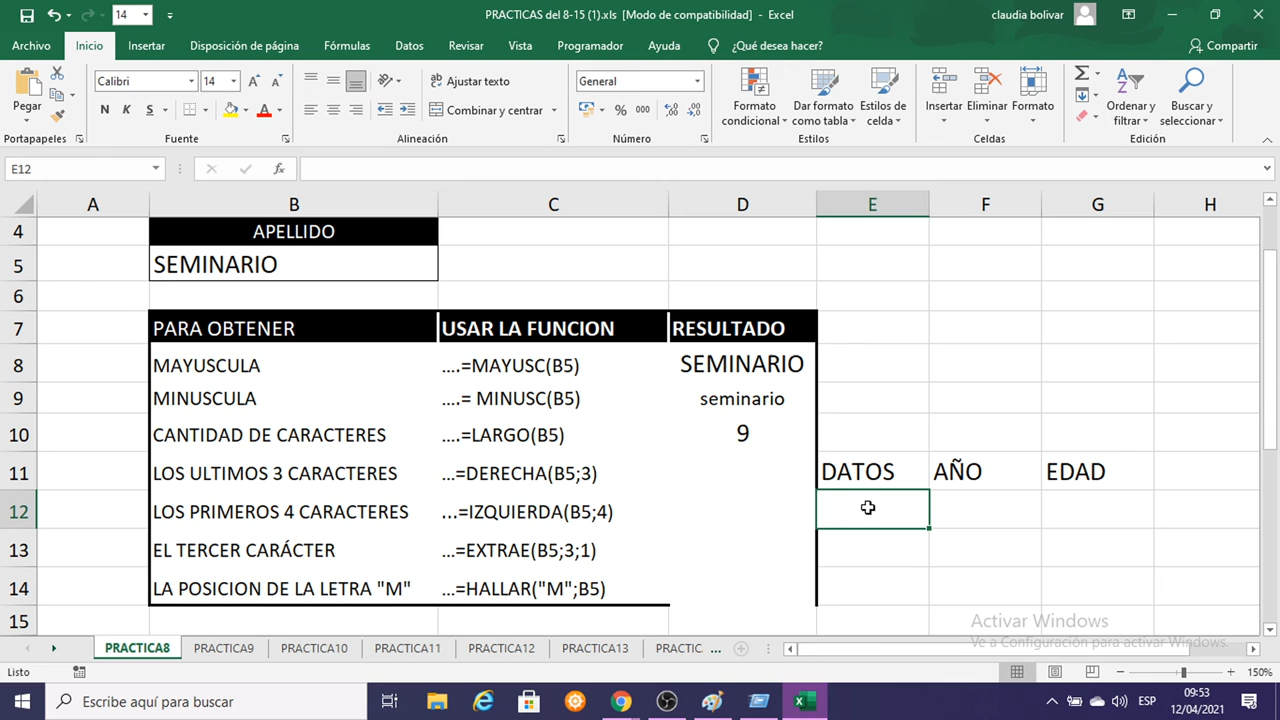 14
PRACTICAS del 8-15 (1).xls [Modo de compatibilidad] - Excel
claudia bolivar
Archivo Inicio Insertar Disposición de página Fórmulas Datos Revisar Vista Programador Ayuda ¿Qué desea hacer? Compartir
Pegar
Calibri 14
N K S
Ajustar texto
Combinar y centrar
General
% 000
Formato condicional
Dar formato como tabla
Estilos de celda
Insertar Eliminar Formato
Ordenar y filtrar
Buscar y seleccionar
Portapapeles Fuente Alineación Número Estilos Celdas Edición
E12
fx
A B C D E F G H
4 APELLIDO
5 SEMINARIO
6
7 PARA OBTENER USAR LA FUNCION RESULTADO
8 MAYUSCULA ....=MAYUSC(B5) SEMINARIO
9 MINUSCULA ....= MINUSC(B5) seminario
10 CANTIDAD DE CARACTERES ....=LARGO(B5) 9
11 LOS ULTIMOS 3 CARACTERES ...=DERECHA(B5;3) DATOS AÑO EDAD
12 LOS PRIMEROS 4 CARACTERES ...=IZQUIERDA(B5;4)
13 EL TERCER CARÁCTER ...=EXTRAE(B5;3;1)
14 LA POSICION DE LA LETRA "M" ...=HALLAR("M";B5)
15
Activar Windows
Ve a Configuración para activar Windows.
PRACTICA8 PRACTICA9 PRACTICA10 PRACTICA11 PRACTICA12 PRACTICA13 PRACTIC. ...
Listo
150%
Escribe aquí para buscar
ESP
09:53
12/04/2021